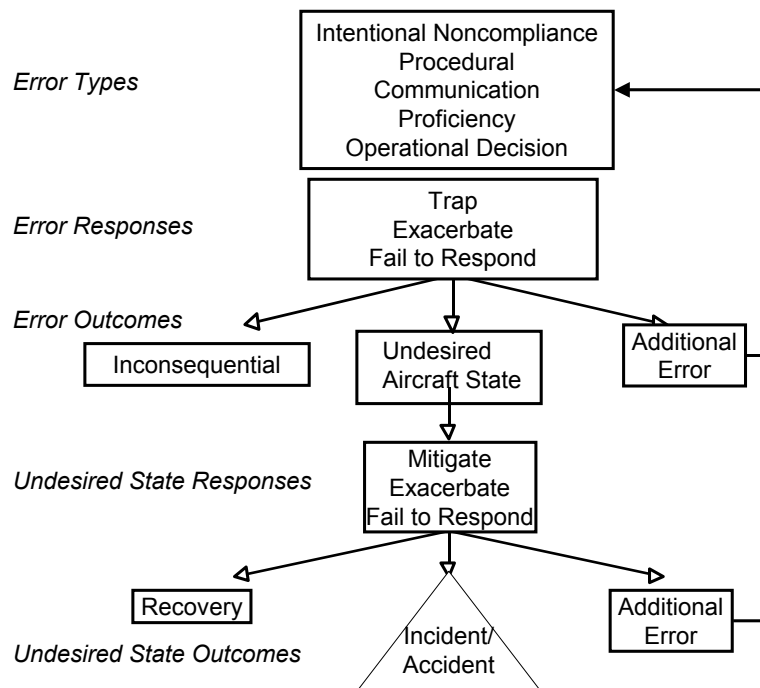 Intentional Noncompliance
Procedural
Error Types
Communication
Proficiency
Operational Decision
Trap
Error Responses
Exacerbate
Fail to Respond
Error Outcomes
Inconsequential
Undesired
Aircraft State
Additional
Error
Mitigate
Undesired State Responses
Exacerbate
Fail to Respond
Recovery
Incident/
Accident
Additional
Error
Undesired State Outcomes